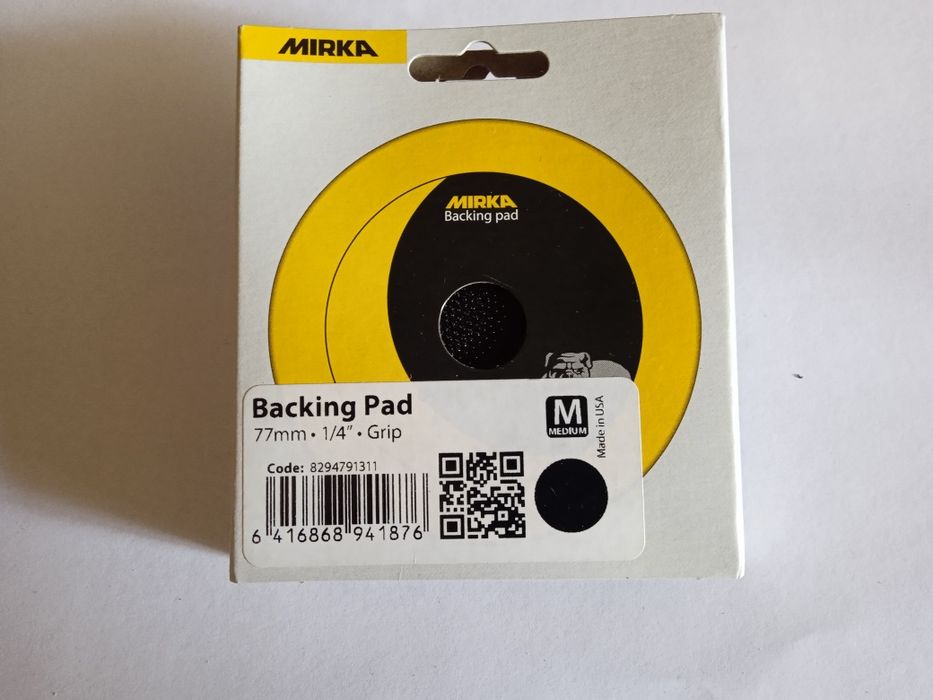 MIRKA
MIRKA
Backing pad
Backing Pad
77mm • 1/4” • Grip
M
MEDIUM
Made in USA
Code: 8294791311
6 416868 941876